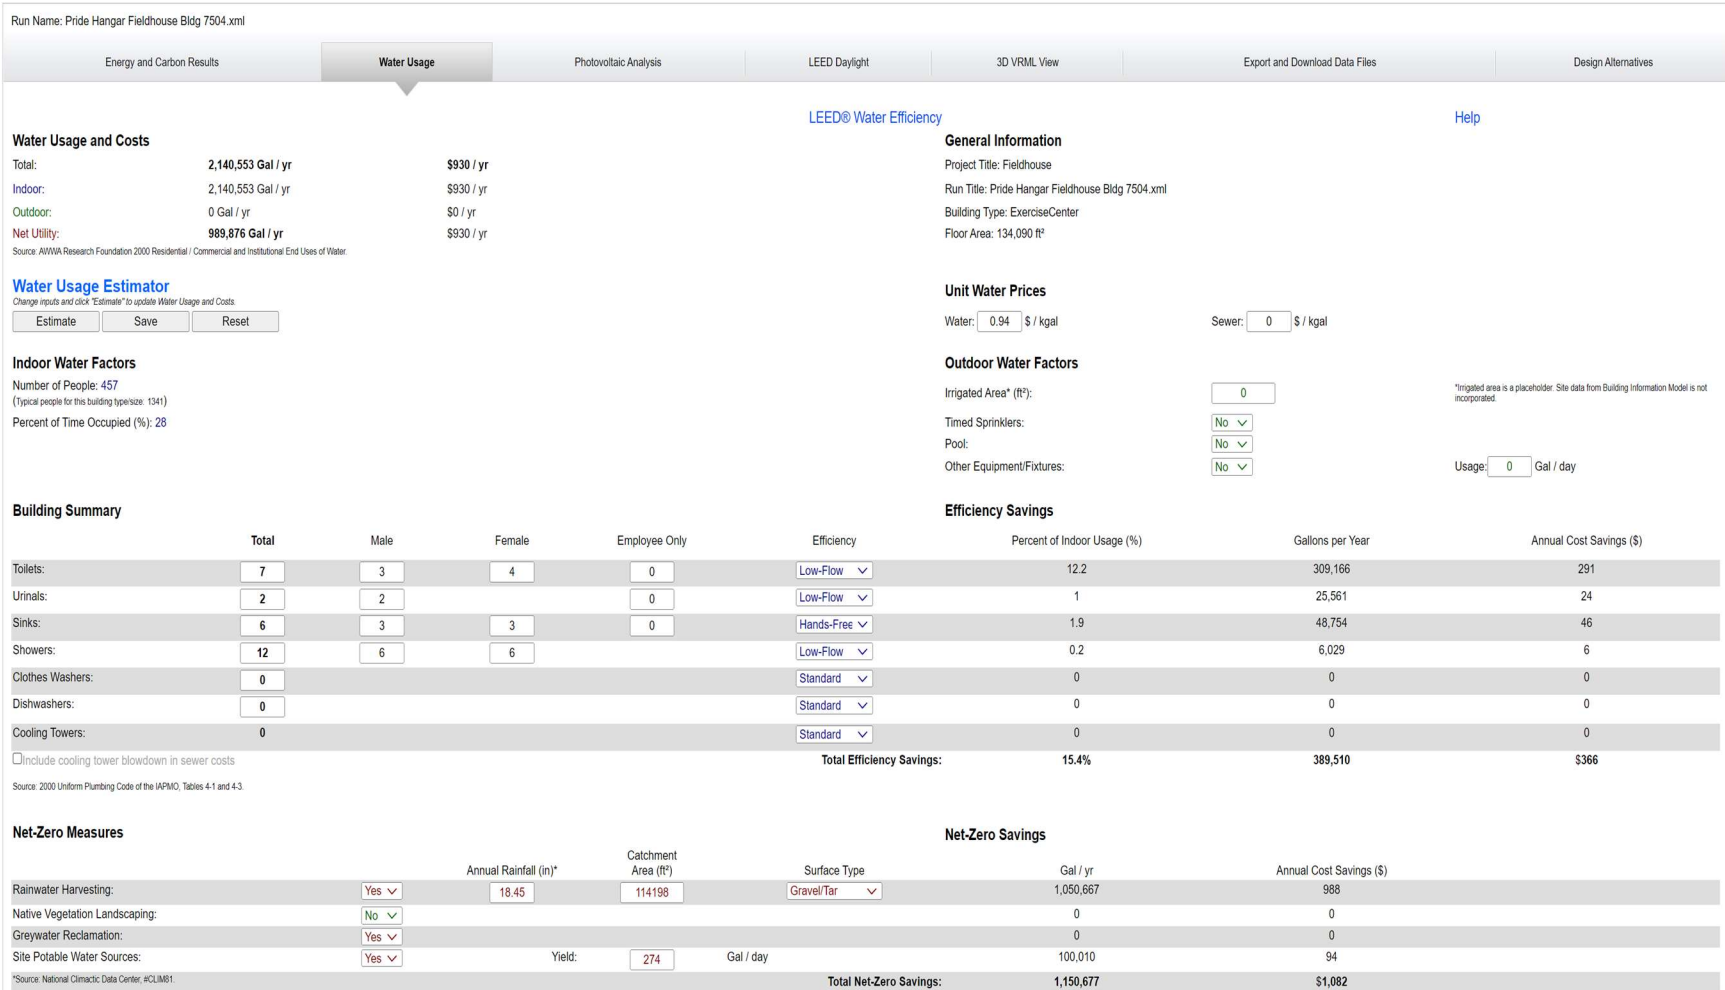 Run Name: Pride Hangar Fieldhouse Bldg 7504.xml
Energy and Carbon Results Water Usage Photovoltaic Analysis LEED Daylight 3D VRML View Export and Download Data Files Design Alternatives
LEED® Water Efficiency Help
Water Usage and Costs General Information
Total: 2,140,553 Gal / yr $930 / yr Project Title: Fieldhouse
Indoor: 2,140,553 Gal / yr $930 / yr Run Title: Pride Hangar Fieldhouse Bldg 7504.xml
Outdoor: 0 Gal / yr $0 / yr Building Type: ExerciseCenter
Net Utility: 989,876 Gal / yr $930 / yr Floor Area: 134,090 ft²
Source: AWWA Research Foundation 2000 Residential / Commercial and Institutional End Uses of Water.
Water Usage Estimator Unit Water Prices
Change inputs and click "Estimate" to update Water Usage and Costs.
Estimate Save Reset Water: 0.94 $ / kgal Sewer: 0 $ / kgal
Indoor Water Factors Outdoor Water Factors
Number of People: 457 Irrigated Area* (ft²): 0 *Irrigated area is a placeholder. Site data from Building Information Model is not
(Typical people for this building type/size: 1341) incorporated.
Percent of Time Occupied (%): 28 Timed Sprinklers: No
Pool: No
Other Equipment/Fixtures: No Usage: 0 Gal / day
Building Summary Efficiency Savings
Total Male Female Employee Only Efficiency Percent of Indoor Usage (%) Gallons per Year Annual Cost Savings ($)
Toilets: 7 3 4 0 Low-Flow 12.2 309,166 291
Urinals: 2 2 0 Low-Flow 1 25,561 24
Sinks: 6 3 3 0 Hands-Free 1.9 48,754 46
Showers: 12 6 6 Low-Flow 0.2 6,029 6
Clothes Washers: 0 Standard 0 0 0
Dishwashers: 0 Standard 0 0 0
Cooling Towers: 0 Standard 0 0 0
Include cooling tower blowdown in sewer costs Total Efficiency Savings: 15.4% 389,510 $366
Source: 2000 Uniform Plumbing Code of the IAPMO, Tables 4-1 and 4-3.
Net-Zero Measures Net-Zero Savings
Annual Rainfall (in)* Catchment Area (ft²) Surface Type Gal / yr Annual Cost Savings ($)
Rainwater Harvesting: Yes 18.45 114198 Gravel/Tar 1,050,667 988
Native Vegetation Landscaping: No 0 0
Greywater Reclamation: Yes 0 0
Site Potable Water Sources: Yes Yield: 274 Gal / day 100,010 94
*Source: National Climactic Data Center, #CLIM81. Total Net-Zero Savings: 1,150,677 $1,082